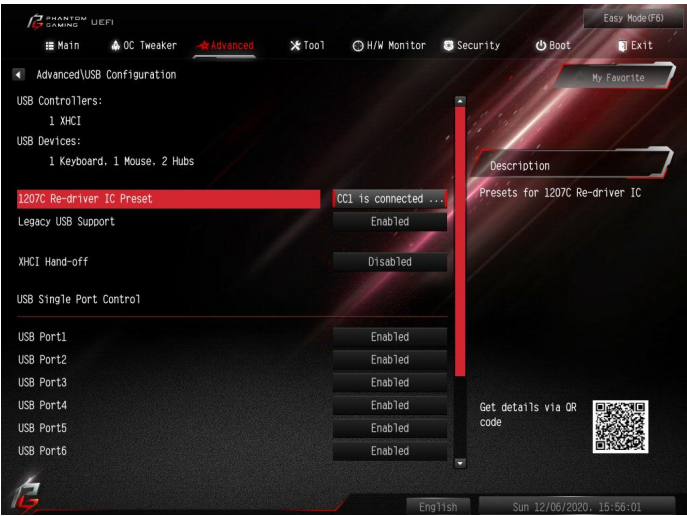 PHANTOM GAMING UEFI
Easy Mode(F6)
Main OC Tweaker Advanced Tool H/W Monitor Security Boot Exit
Advanced\USB Configuration
My Favorite
USB Controllers:
1 XHCI
USB Devices:
1 Keyboard. 1 Mouse. 2 Hubs
Description
1207C Re-driver IC Preset CC1 is connected ...
Presets for 1207C Re-driver IC
Legacy USB Support Enabled
XHCI Hand-off Disabled
USB Single Port Control
USB Port1 Enabled
USB Port2 Enabled
USB Port3 Enabled
USB Port4 Enabled
USB Port5 Enabled
USB Port6 Enabled
Get details via QR
code
English
Sun 12/06/2020. 15:56:01